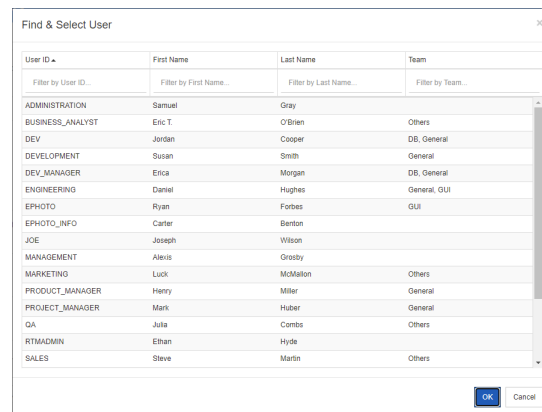 Find & Select User ×
User ID First Name Last Name Team
Filter by User ID... Filter by First Name... Filter by Last Name... Filter by Team...
ADMINISTRATION Samuel Gray
BUSINESS_ANALYST Eric T. O'Brien Others
DEV Jordan Cooper DB, General
DEVELOPMENT Susan Smith General
DEV_MANAGER Erica Morgan DB, General
ENGINEERING Daniel Hughes General, GUI
EPHOTO Ryan Forbes GUI
EPHOTO_INFO Carter Benton
JOE Joseph Wilson
MANAGEMENT Alexis Grosby
MARKETING Luck McMallon Others
PRODUCT_MANAGER Henry Miller General
PROJECT_MANAGER Mark Huber General
QA Julia Combs Others
RTMADMIN Ethan Hyde
SALES Steve Martin Others
OK Cancel